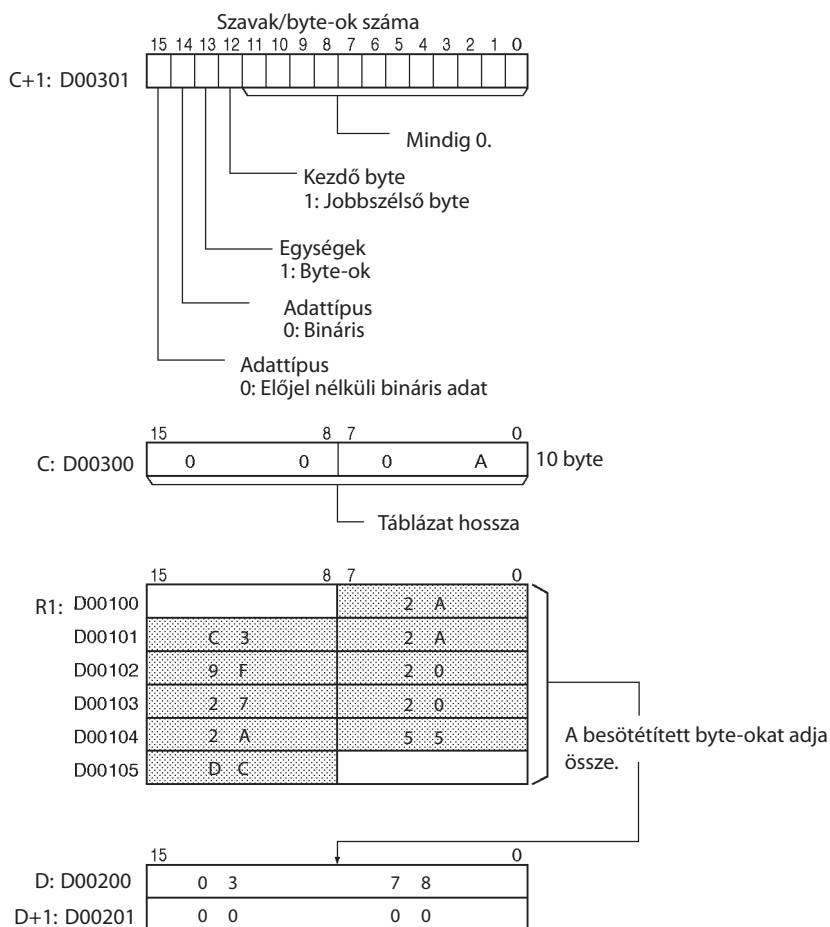 Szavak/byte-ok száma
15 14 13 12 11 10 9 8 7 6 5 4 3 2 1 0
C+1: D00301
Mindig 0.
Kezdő byte
1: Jobbszélső byte
Egységek
1: Byte-ok
Adattípus
0: Bináris
Adattípus
0: Előjel nélküli bináris adat
15 8 7 0
C: D00300 0 0 0 A 10 byte
Táblázat hossza
15 8 7 0
R1: D00100 2 A
D00101 C 3 2 A
D00102 9 F 2 0
D00103 2 7 2 0
D00104 2 A 5 5
D00105 D C
A besötétített byte-okat adja
össze.
15 0
D: D00200 0 3 7 8
D+1: D00201 0 0 0 0